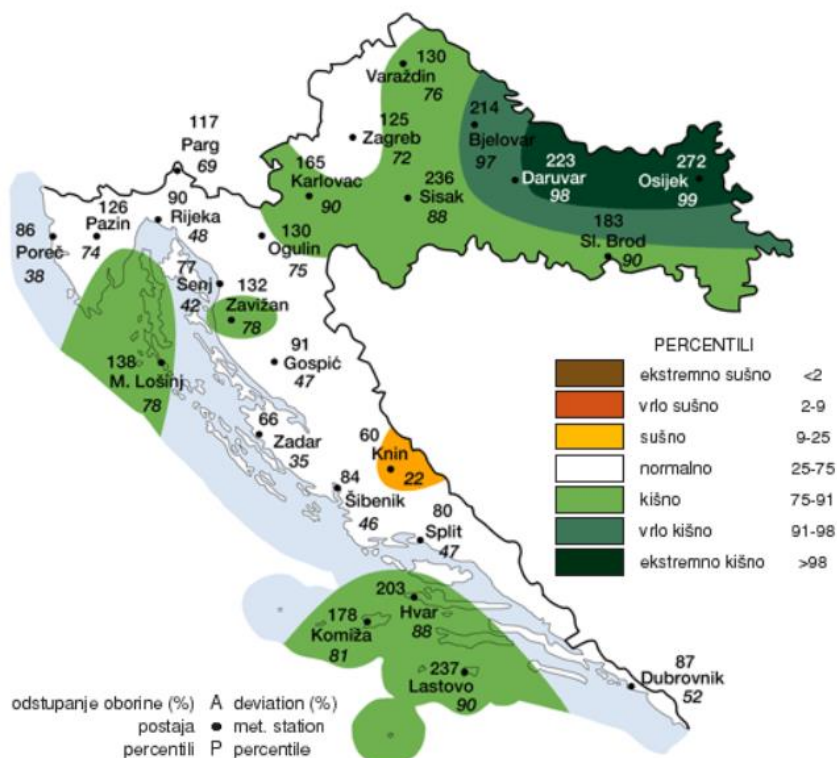 130
Varaždin
76
214
Bjelovar
97
125
Zagreb
72
117
Parg
69
165
Karlovac
90
236
Sisak
88
223
Daruvar
98
272
Osijek
99
183
Sl. Brod
90
90
Rijeka
48
126
Pazin
74
86
Poreč
38
130
Ogulin
75
77
Senj
42
132
Zavižan
78
91
Gospić
47
138
M. Lošinj
78
66
Zadar
35
60
Knin
22
84
Šibenik
46
80
Split
47
203
Hvar
88
178
Komiža
81
237
Lastovo
90
87
Dubrovnik
52
PERCENTILI
ekstremno sušno <2
vrlo sušno 2-9
sušno 9-25
normalno 25-75
kišno 75-91
vrlo kišno 91-98
ekstremno kišno >98
odstupanje oborine (%) A deviation (%)
postaja ● met. station
percentili P percentile